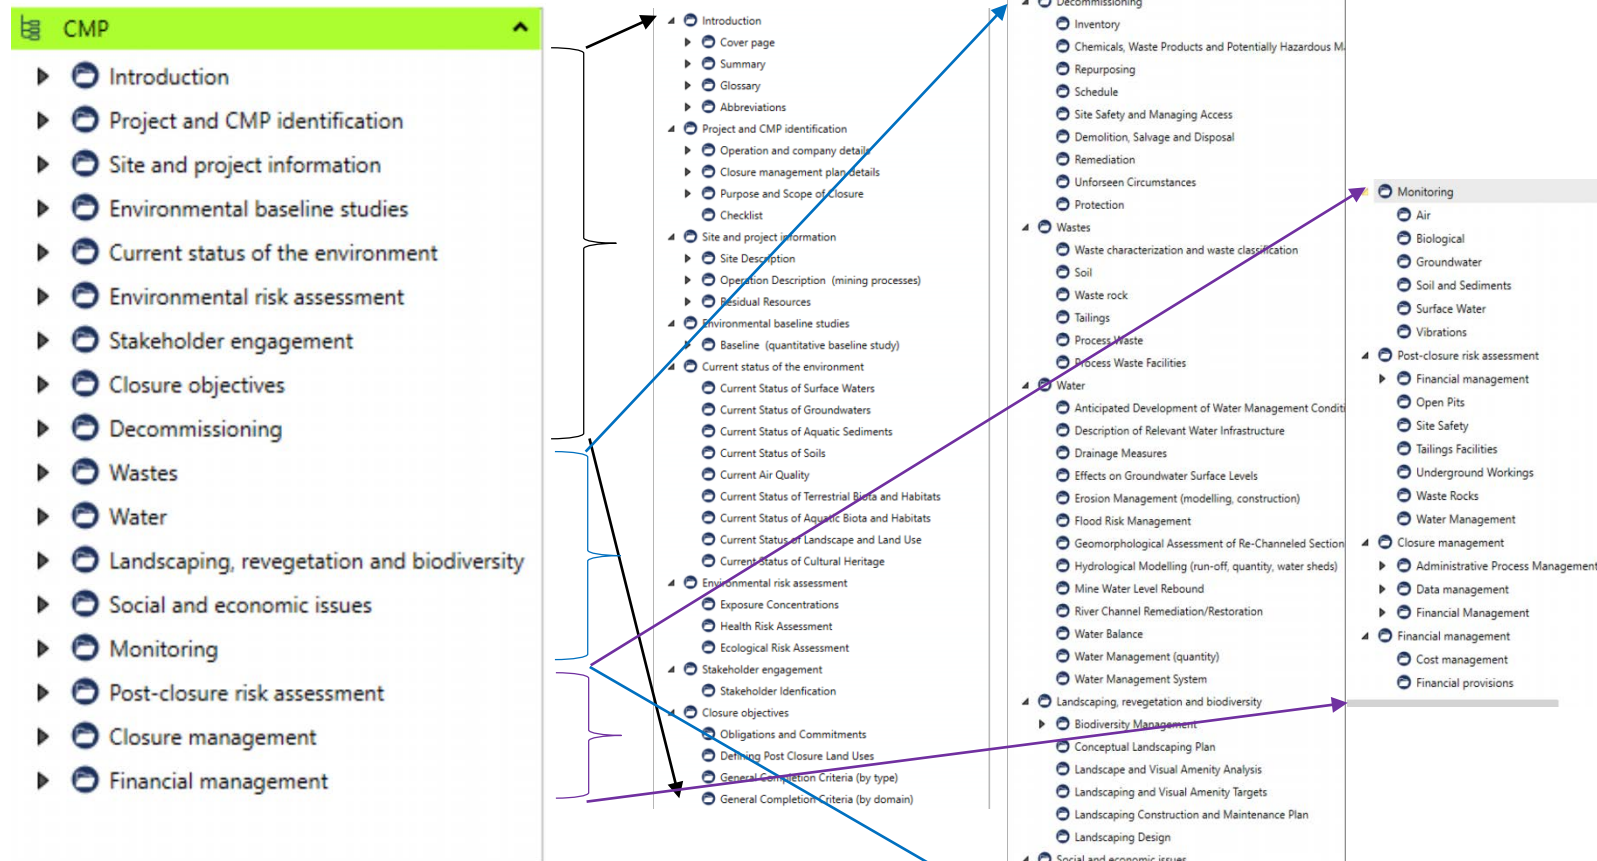 CMP
Introduction
Project and CMP identification
Site and project information
Environmental baseline studies
Current status of the environment
Environmental risk assessment
Stakeholder engagement
Closure objectives
Decommissioning
Wastes
Water
Landscaping, revegetation and biodiversity
Social and economic issues
Monitoring
Post-closure risk assessment
Closure management
Financial management
Introduction
Cover page
Summary
Glossary
Abbreviations
Project and CMP identification
Operation and company details
Closure management plan details
Purpose and Scope of Closure
Checklist
Site and project information
Site Description
Operation Description (mining processes)
Residual Resources
Environmental baseline studies
Baseline (quantitative baseline study)
Current status of the environment
Current Status of Surface Waters
Current Status of Groundwaters
Current Status of Aquatic Sediments
Current Status of Soils
Current Air Quality
Current Status of Terrestrial Biota and Habitats
Current Status of Aquatic Biota and Habitats
Current Status of Landscape and Land Use
Current Status of Cultural Heritage
Environmental risk assessment
Exposure Concentrations
Health Risk Assessment
Ecological Risk Assessment
Stakeholder engagement
Stakeholder Idenfication
Closure objectives
Obligations and Commitments
Defining Post Closure Land Uses
General Completion Criteria (by type)
General Completion Criteria (by domain)
Decommissioning
Inventory
Chemicals, Waste Products and Potentially Hazardous M
Repurposing
Schedule
Site Safety and Managing Access
Demolition, Salvage and Disposal
Remediation
Unforseen Circumstances
Protection
Wastes
Waste characterization and waste classification
Soil
Waste rock
Tailings
Process Waste
Process Waste Facilities
Water
Anticipated Development of Water Management Conditi
Description of Relevant Water Infrastructure
Drainage Measures
Effects on Groundwater Surface Levels
Erosion Management (modelling, construction)
Flood Risk Management
Geomorphological Assessment of Re-Channeled Section
Hydrological Modelling (run-off, quantity, water sheds)
Mine Water Level Rebound
River Channel Remediation/Restoration
Water Balance
Water Management (quantity)
Water Management System
Landscaping, revegetation and biodiversity
Biodiversity Management
Conceptual Landscaping Plan
Landscape and Visual Amenity Analysis
Landscaping and Visual Amenity Targets
Landscaping Construction and Maintenance Plan
Landscaping Design
Social and economic issues
Monitoring
Air
Biological
Groundwater
Soil and Sediments
Surface Water
Vibrations
Post-closure risk assessment
Financial management
Open Pits
Site Safety
Tailings Facilities
Underground Workings
Waste Rocks
Water Management
Closure management
Administrative Process Management
Data management
Financial Management
Financial management
Cost management
Financial provisions